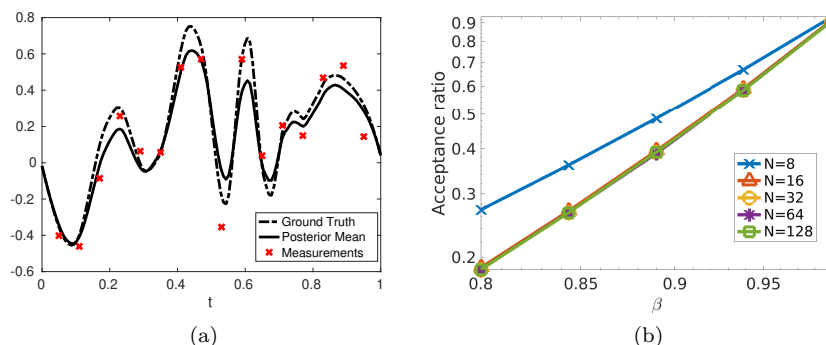 0.8
0.6
0.4
0.2
0
-0.2
-0.4
-0.6
0 0.2 0.4 0.6 0.8 1
t
Ground Truth
Posterior Mean
Measurements
(a)
Acceptance ratio
0.9
0.8
0.7
0.6
0.5
0.4
0.3
0.2
0.8 0.85 0.9 0.95
β
N=8
N=16
N=32
N=64
N=128
(b)